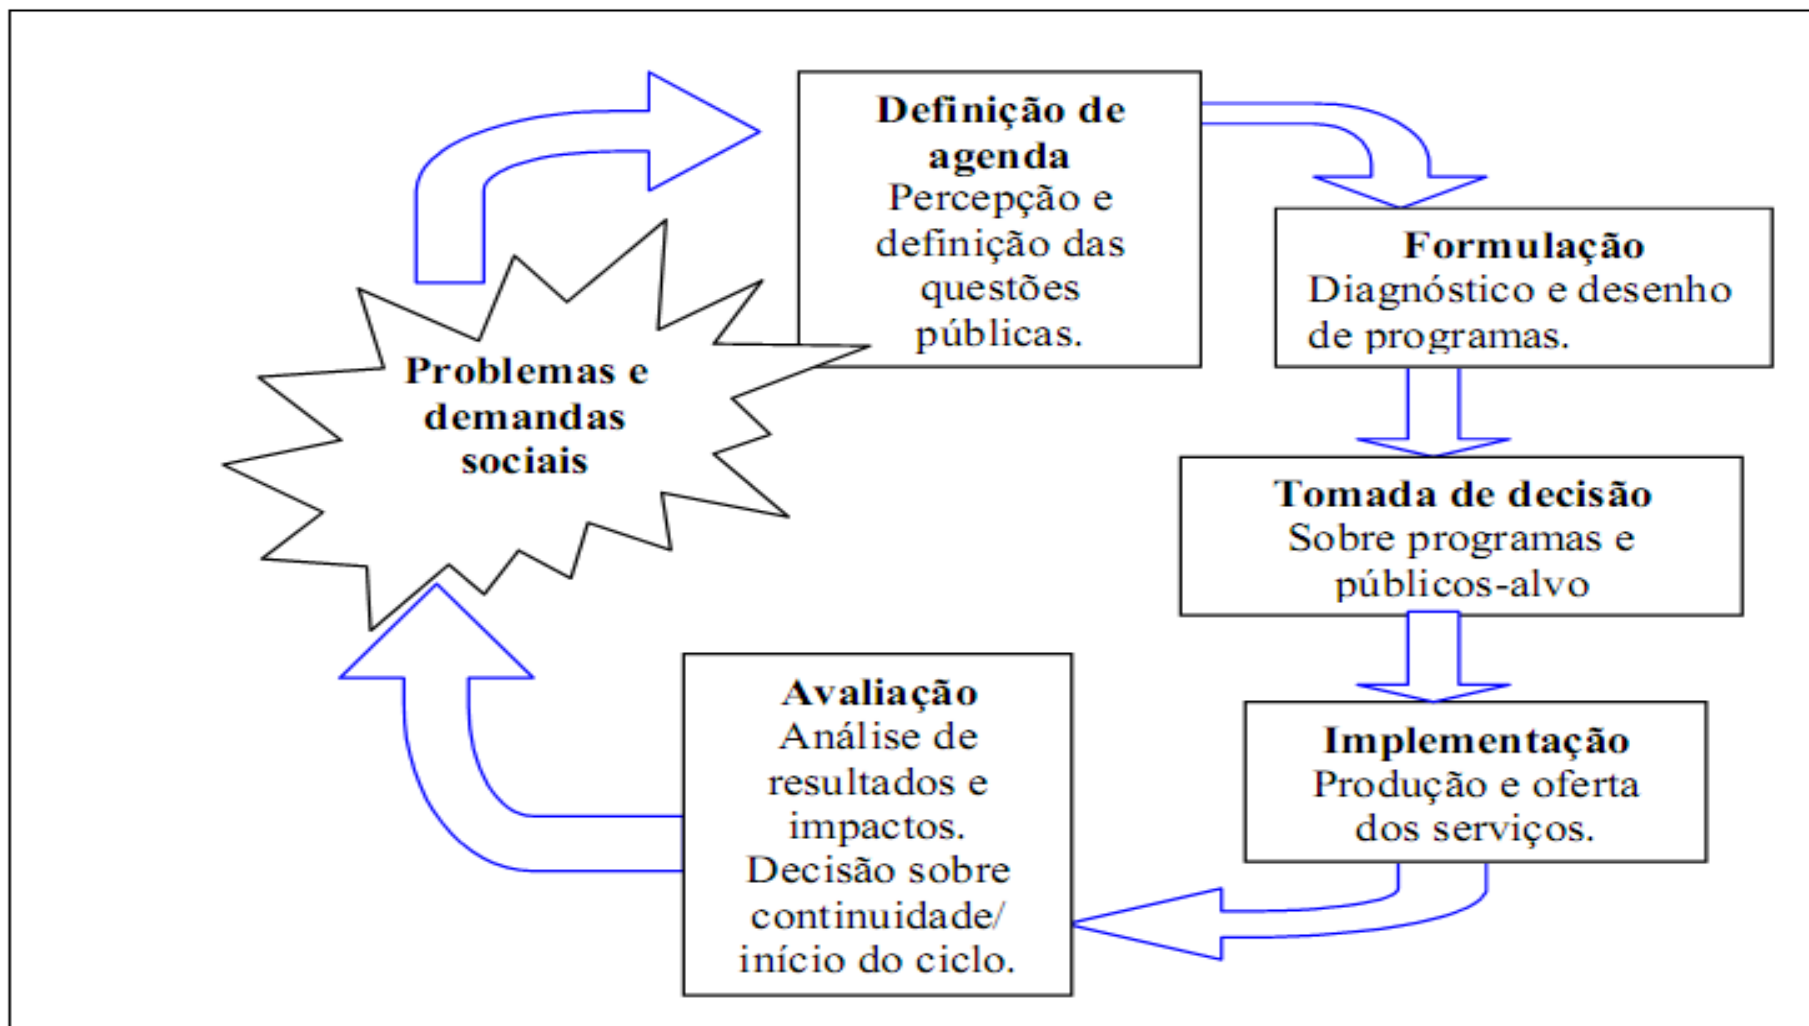 Definição de
agenda
Percepção e
definição das
questões
públicas.
Formulação
Diagnóstico e desenho
de programas.
Problemas e
demandas
sociais
Tomada de decisão
Sobre programas e
públicos-alvo
Avaliação
Análise de
resultados e
impactos.
Decisão sobre
continuidade/
início do ciclo.
Implementação
Produção e oferta
dos serviços.